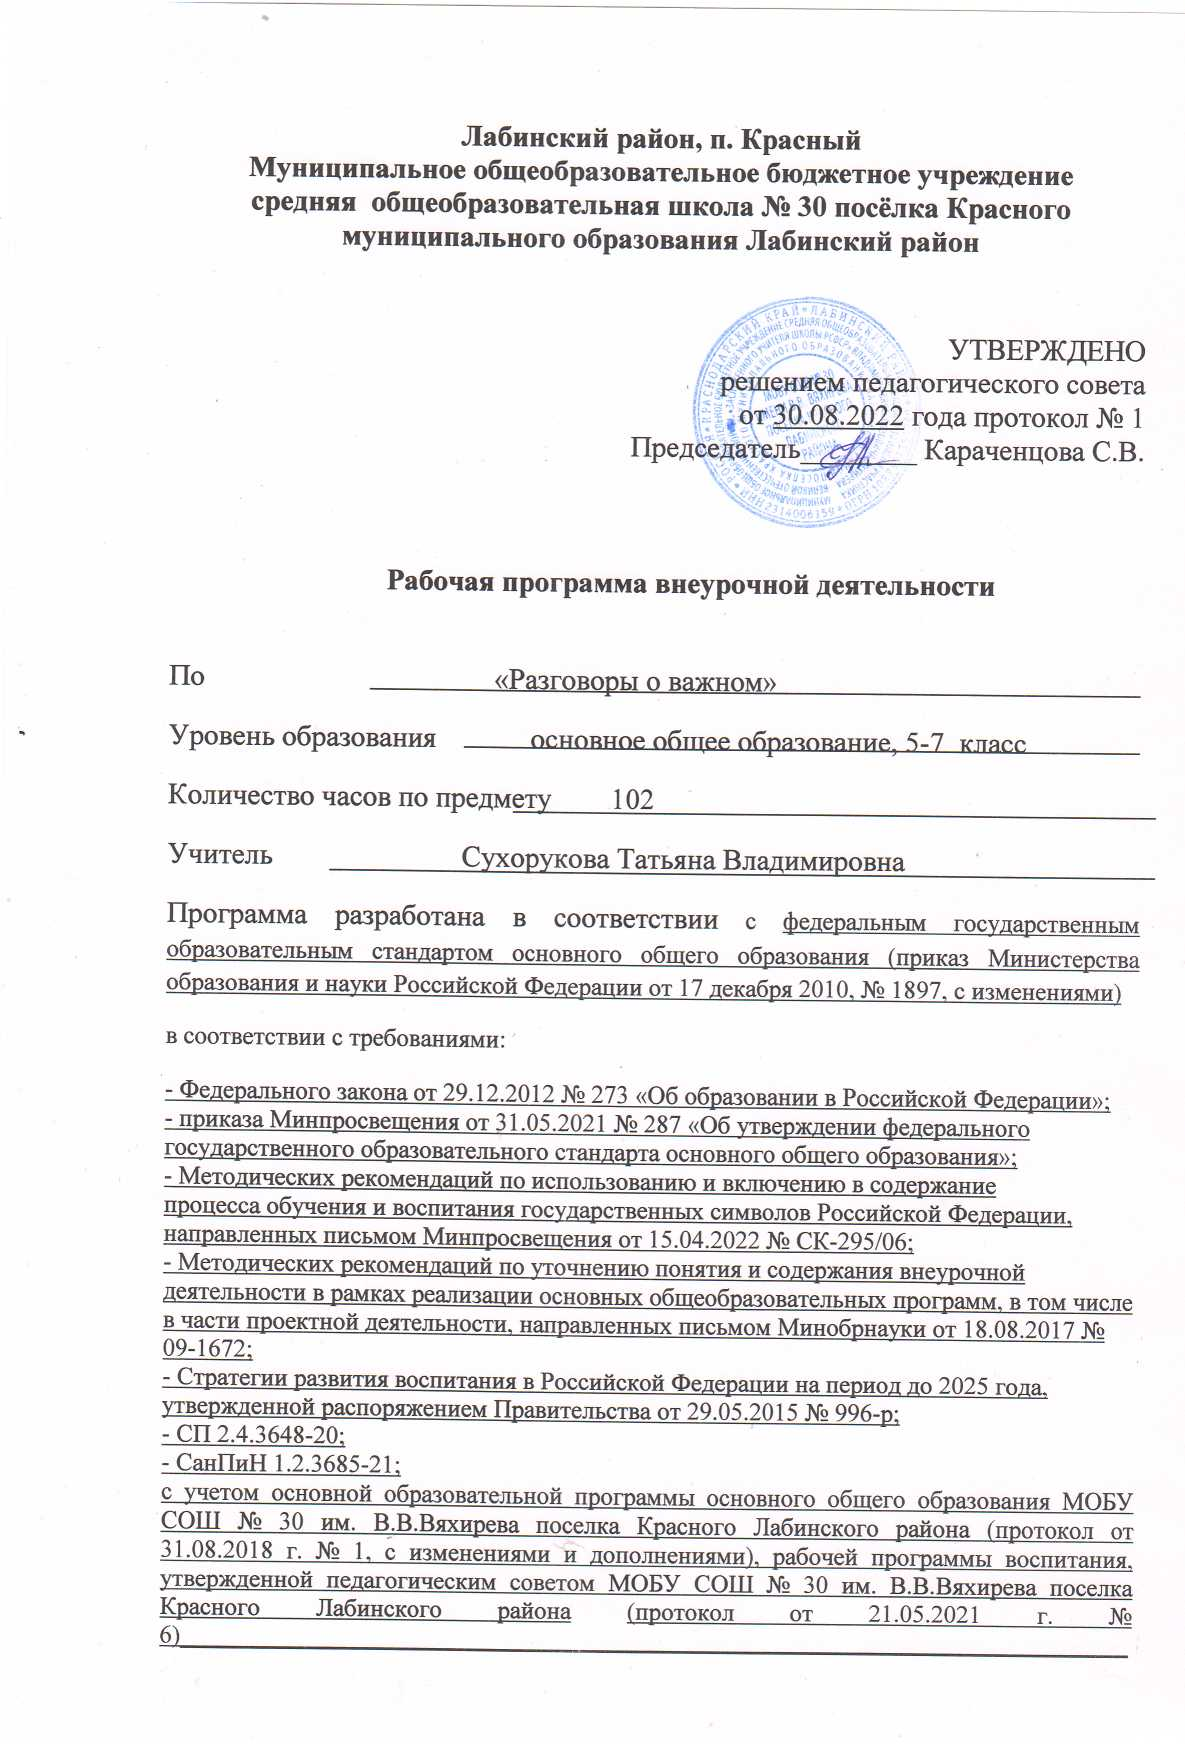 Лабинский район, п. Красный
Муниципальное общеобразовательное бюджетное учреждение
средняя общеобразовательная школа № 30 посёлка Красного
муниципального образования Лабинский район
УТВЕРЖДЕНО
решением педагогического совета
от 30.08.2022 года протокол № 1
Председатель________ Караченцова С.В.
Рабочая программа внеурочной деятельности
По «Разговоры о важном»
Уровень образования основное общее образование, 5-7 класс
Количество часов по предмету 102
Учитель Сухорукова Татьяна Владимировна
Программа разработана в соответствии с федеральным государственным
образовательным стандартом основного общего образования (приказ Министерства
образования и науки Российской Федерации от 17 декабря 2010, № 1897, с изменениями)
в соответствии с требованиями:
- Федерального закона от 29.12.2012 № 273 «Об образовании в Российской Федерации»;
- приказа Минпросвещения от 31.05.2021 № 287 «Об утверждении федерального
государственного образовательного стандарта основного общего образования»;
- Методических рекомендаций по использованию и включению в содержание
процесса обучения и воспитания государственных символов Российской Федерации,
направленных письмом Минпросвещения от 15.04.2022 № СК-295/06;
- Методических рекомендаций по уточнению понятия и содержания внеурочной
деятельности в рамках реализации основных общеобразовательных программ, в том числе
в части проектной деятельности, направленных письмом Минобрнауки от 18.08.2017 №
09-1672;
- Стратегии развития воспитания в Российской Федерации на период до 2025 года,
утвержденной распоряжением Правительства от 29.05.2015 № 996-р;
- СП 2.4.3648-20;
- СанПиН 1.2.3685-21;
с учетом основной образовательной программы основного общего образования МОБУ
СОШ № 30 им. В.В.Вяхирева поселка Красного Лабинского района (протокол от
31.08.2018 г. № 1, с изменениями и дополнениями), рабочей программы воспитания,
утвержденной педагогическим советом МОБУ СОШ № 30 им. В.В.Вяхирева поселка
Красного Лабинского района (протокол от 21.05.2021 г. №
6)